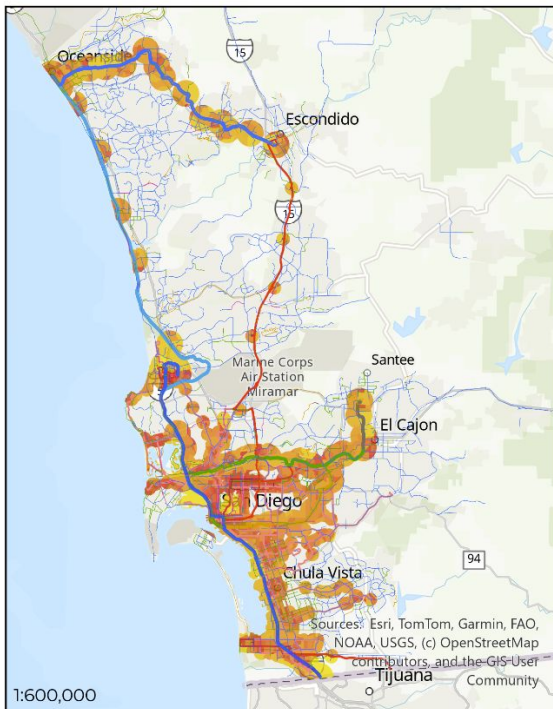 Oceanside
15
Escondido
15
Marine Corps
Air Station
Miramar
Santee
El Cajon
San Diego
94
Chula Vista
Sources: Esri, TomTom, Garmin, FAO,
NOAA, USGS, (c) OpenStreetMap
contributors, and the GIS User
Community
1:600,000
Tijuana